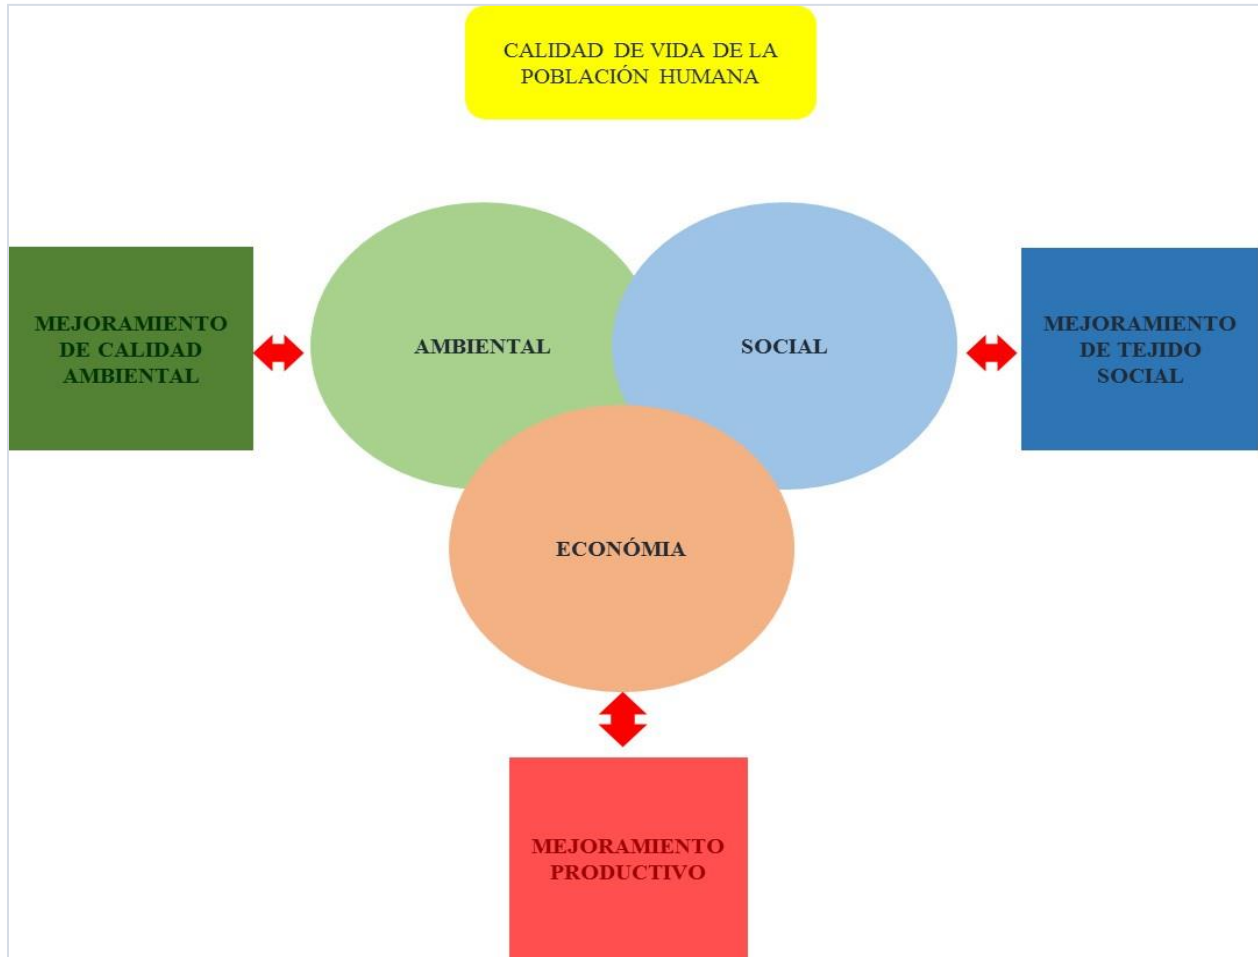 CALIDAD DE VIDA DE LA
POBLACIÓN HUMANA
MEJORAMIENTO
DE CALIDAD
AMBIENTAL
AMBIENTAL
SOCIAL
MEJORAMIENTO
DE TEJIDO
SOCIAL
ECONÓMIA
MEJORAMIENTO
PRODUCTIVO